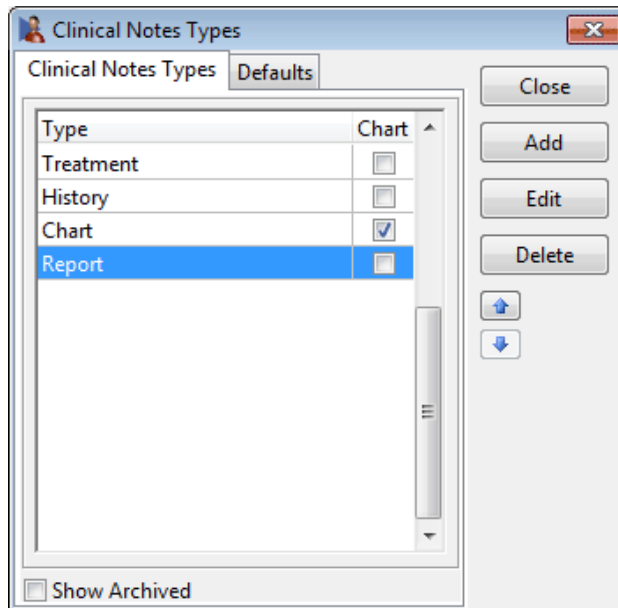 Clinical Notes Types
Clinical Notes Types Defaults
Close
Type Chart
Add
Treatment
History
Edit
Chart
Report
Delete
Show Archived